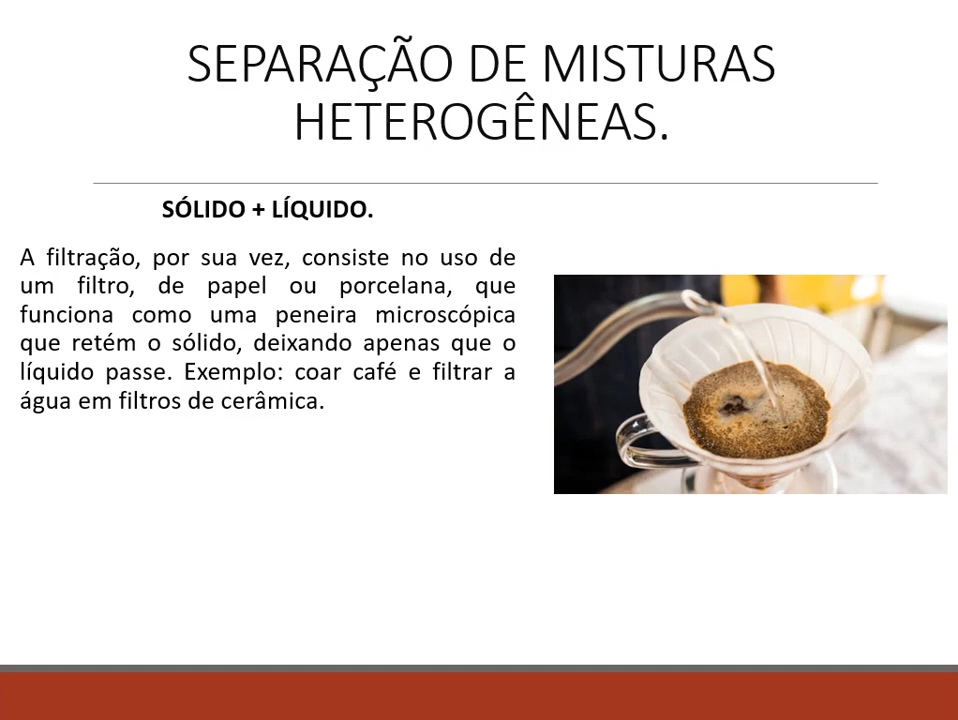 SEPARAÇÃO DE MISTURAS
HETEROGÊNEAS.
SÓLIDO + LÍQUIDO.
A filtração, por sua vez, consiste no uso de
um filtro, de papel ou porcelana, que
funciona como uma peneira microscópica
que retém o sólido, deixando apenas que o
líquido passe. Exemplo: coar café e filtrar a
água em filtros de cerâmica.